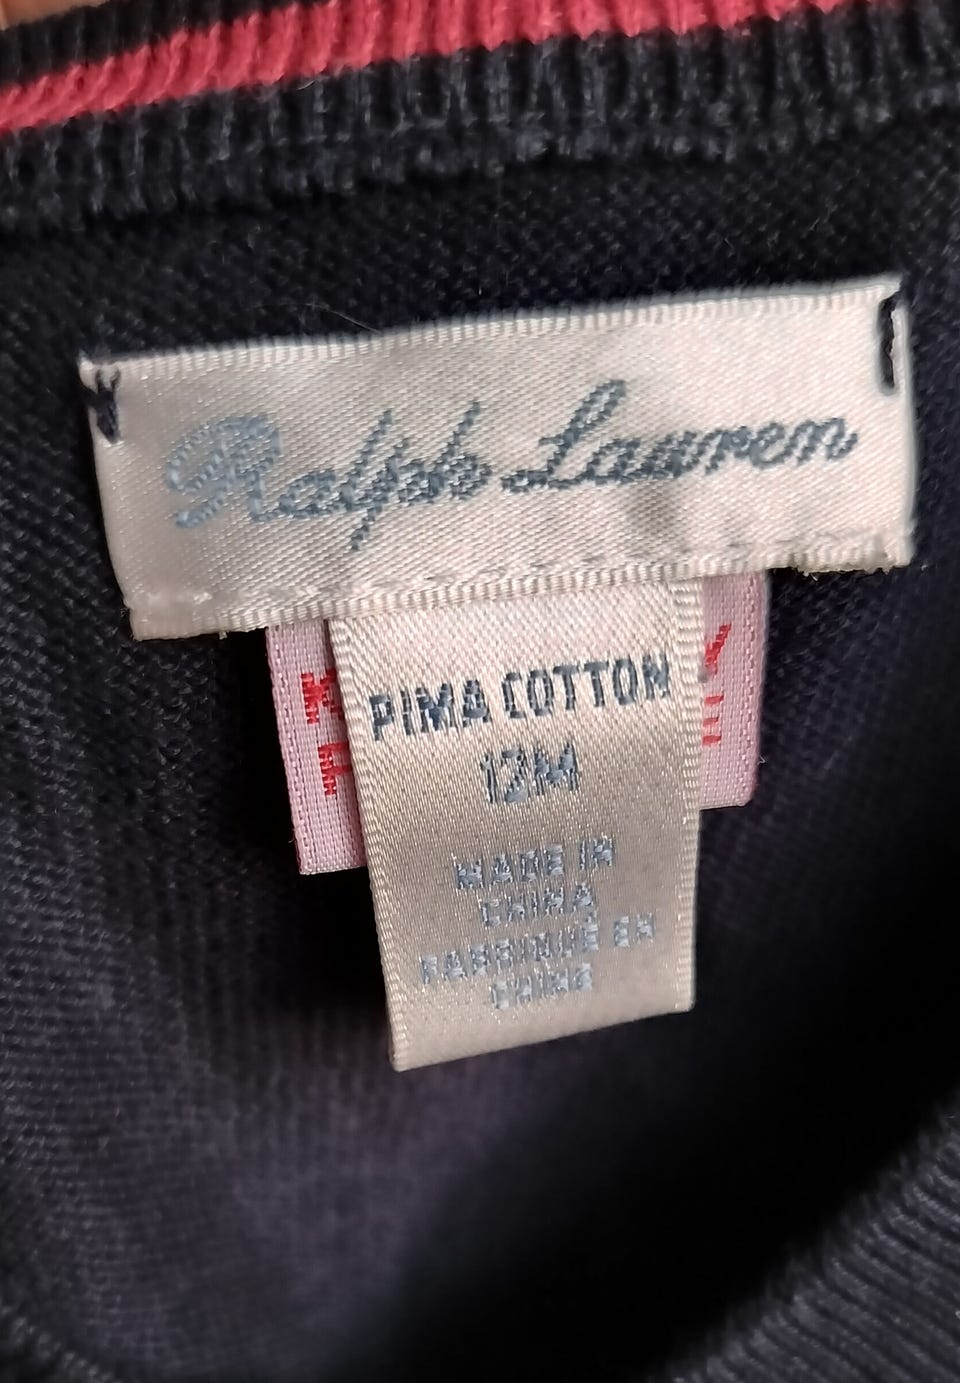 Ralph Lauren
PIMA COTTON
12M
MADE IN
CHINA
FABRIQUÉ EN
CHINE